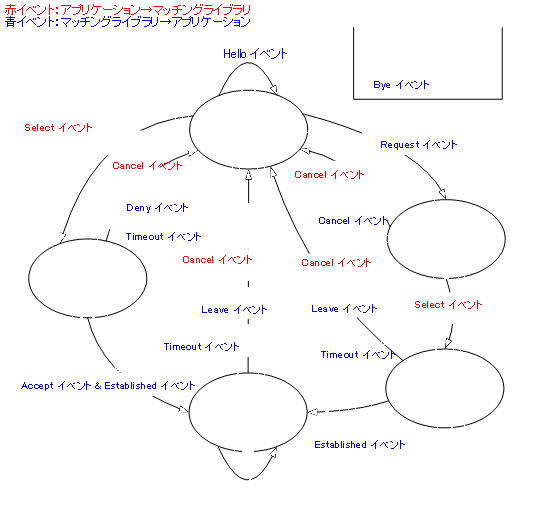 赤イベント：アプリケーション→マッチングライブラリ
青イベント：マッチングライブラリ→アプリケーション
Hello イベント
Bye イベント
Select イベント
Request イベント
Cancel イベント
Cancel イベント
Deny イベント
Cancel イベント
Timeout イベント
Cancel イベント
Cancel イベント
Select イベント
Leave イベント
Leave イベント
Timeout イベント
Timeout イベント
Accept イベント & Established イベント
Established イベント